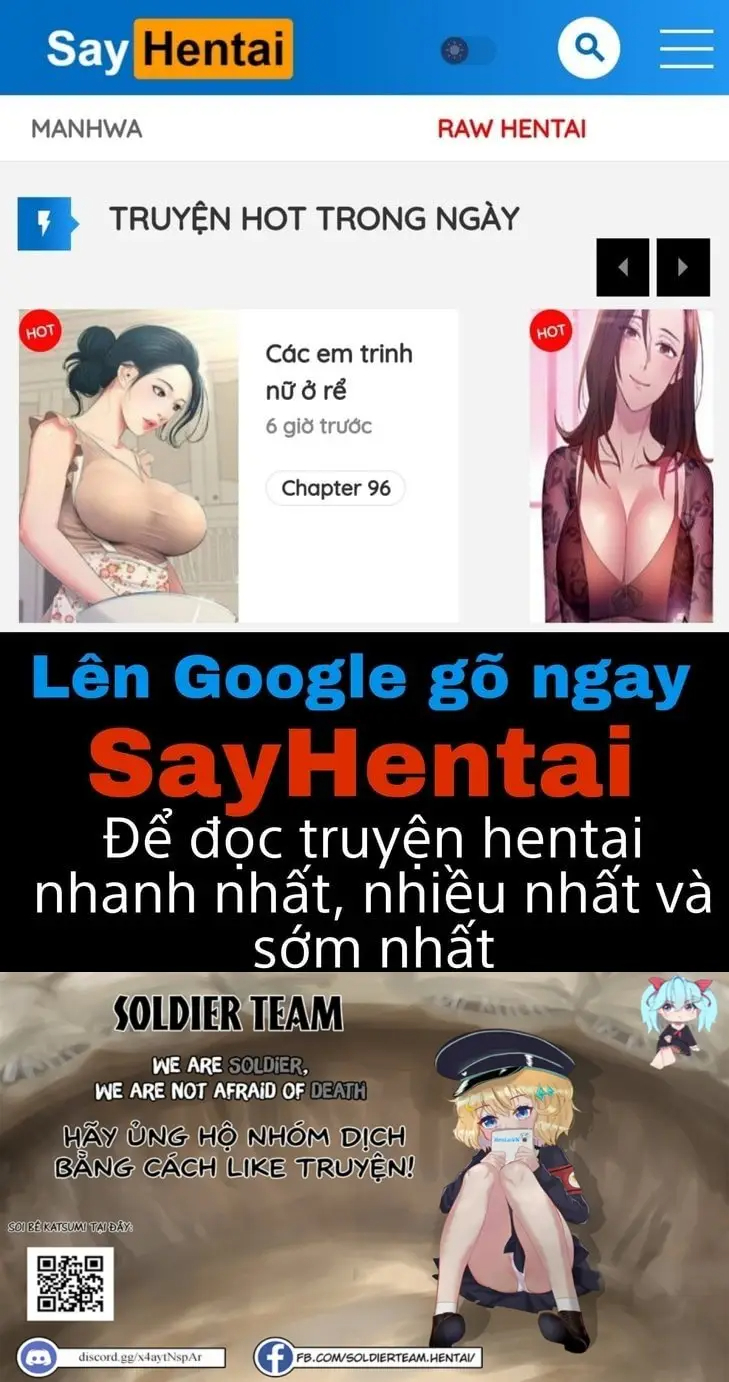 Say Hentai
MANHWA
RAW HENTAI
TRUYỆN HOT TRONG NGÀY
HOT
Các em trinh
nữ ở rể
6 giờ trước
Chapter 96
HOT
Lên Google gõ ngay
SayHentai
Để đọc truyện hentai
nhanh nhất, nhiều nhất và
sớm nhất
SOLDIER TEAM
WE ARE SOLDIER,
WE ARE NOT AFRAID OF DEATH
HÃY ỦNG HỘ NHÓM DỊCH
BẰNG CÁCH LIKE TRUYỆN!
SOI BÊ KATSUMI TẠI ĐÂY:
discord.gg/x4aytNspAr
FB.COM/SOLDIERTEAM.HENTAI/